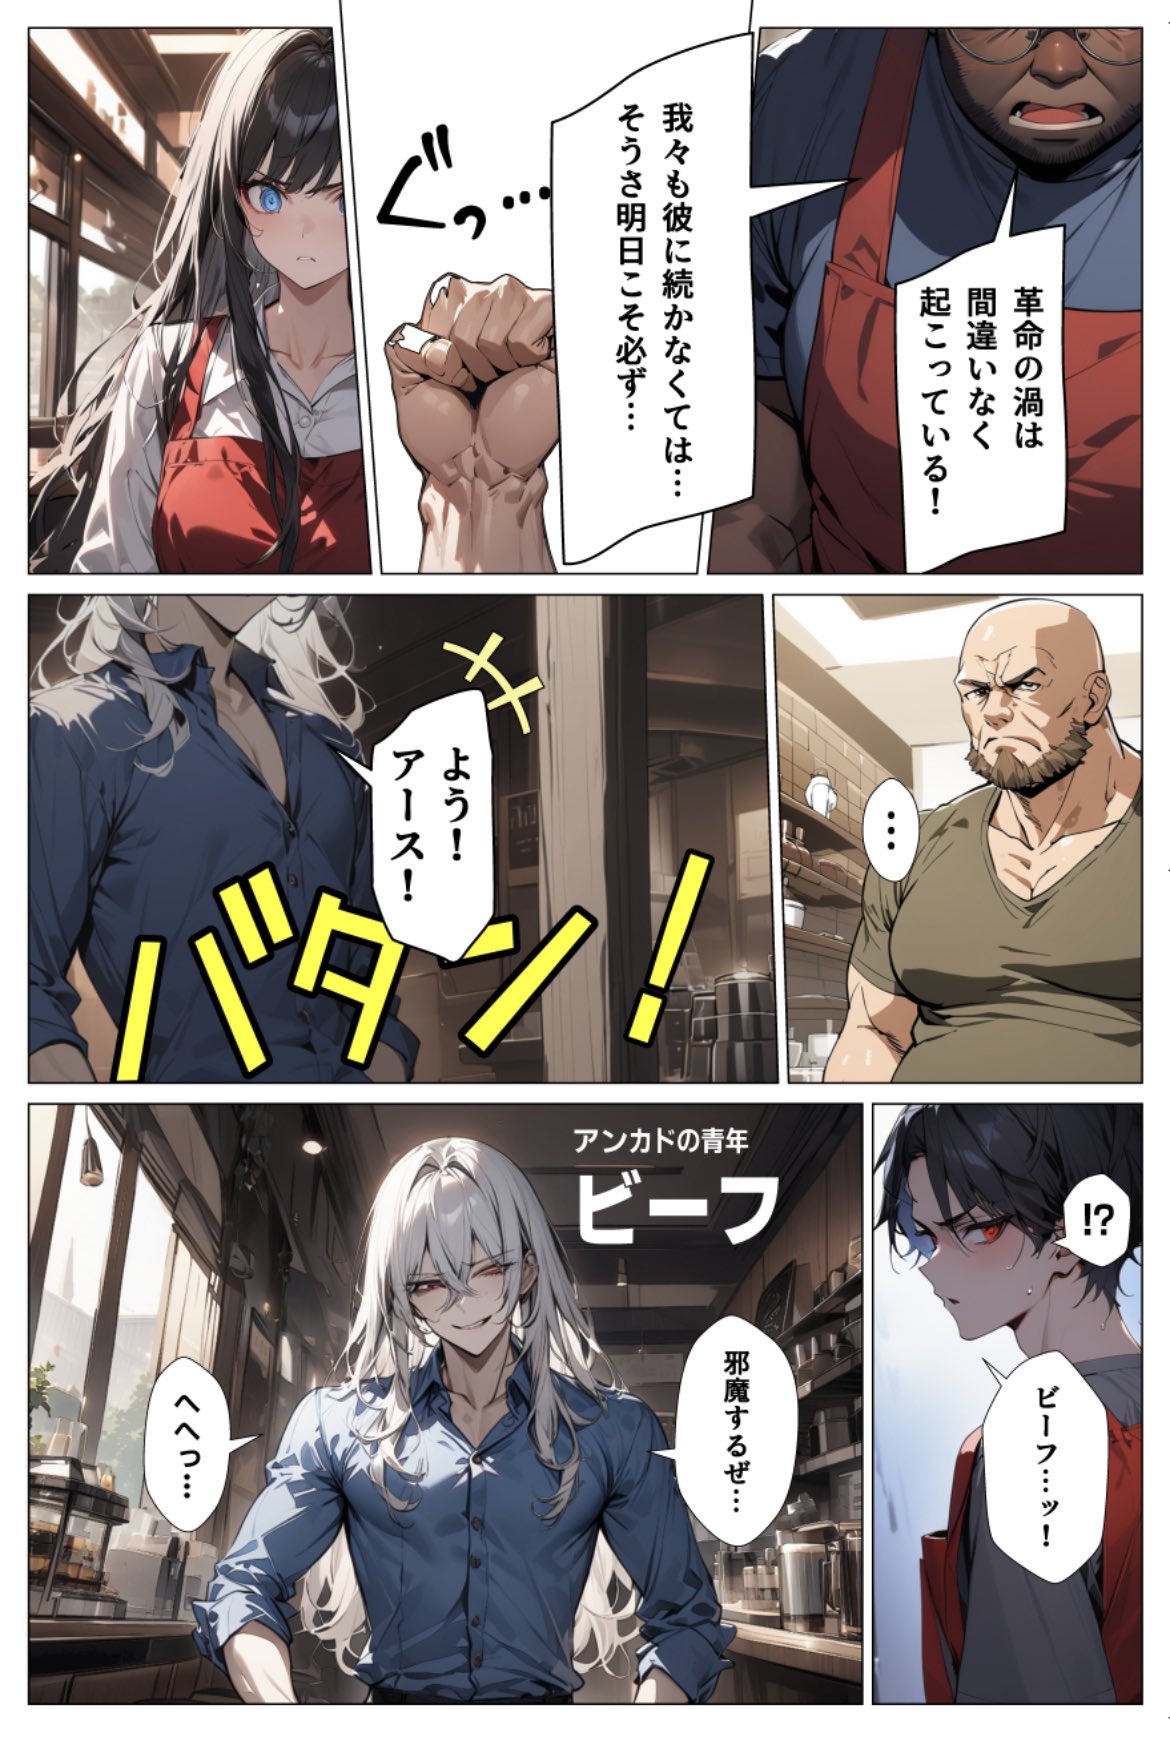 革命の渦は
間違いなく
起こっている！
我々も彼に続かなくては…
そうさ明日こそ必ず…
ぐっ…
…
よう！
アース！
バタン！
!?
ビーフ…ッ！
アンカドの青年
ビーフ
邪魔するぜ…
へへっ…